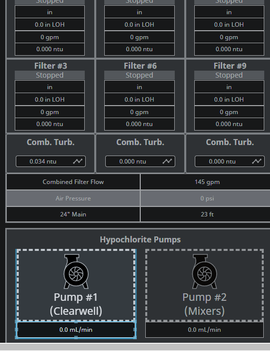 Stopped Stopped Stopped
in in in
0.0 in LOH 0.0 in LOH 0.0 in LOH
0 gpm 0 gpm 0 gpm
0.000 ntu 0.000 ntu 0.000 ntu
Filter #3 Filter #6 Filter #9
Stopped Stopped Stopped
in in in
0.0 in LOH 0.0 in LOH 0.0 in LOH
0 gpm 0 gpm 0 gpm
0.000 ntu 0.000 ntu 0.000 ntu
Comb. Turb. Comb. Turb. Comb. Turb.
0.034 ntu 0.000 ntu 0.000 ntu
Combined Filter Flow 145 gpm
Air Pressure 0 psi
24" Main 23 ft
Hypochlorite Pumps
Pump #1 Pump #2
(Clearwell) (Mixers)
0.0 mL/min 0.0 mL/min